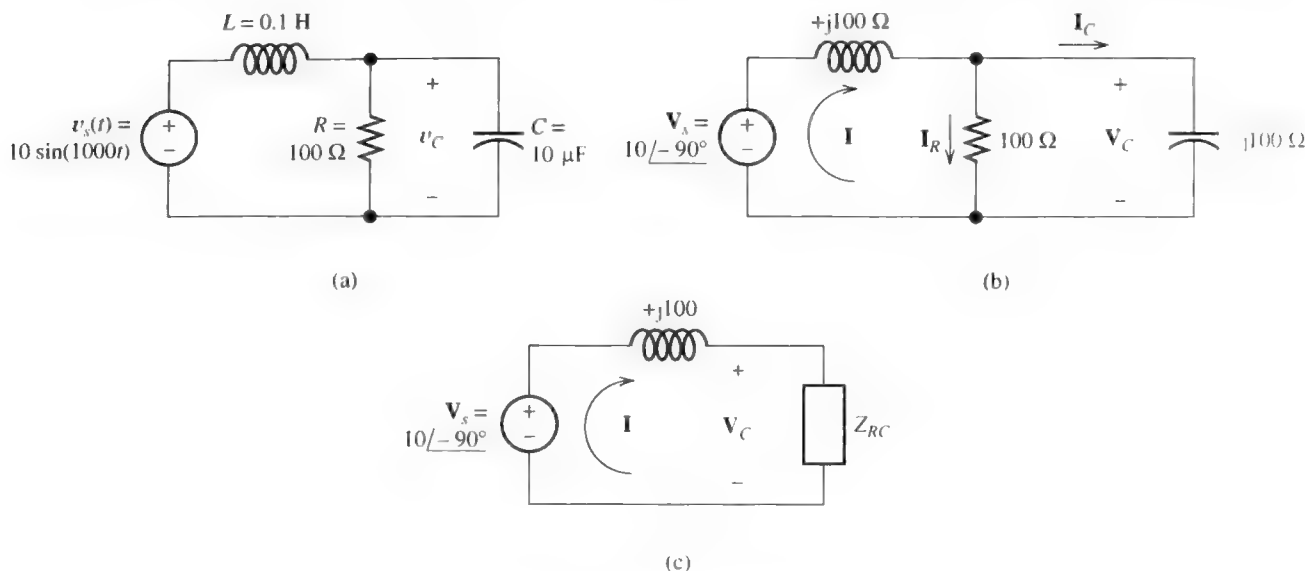 L = 0.1 H
v_s(t) =
10 sin(1000t)
+
−
R =
100 Ω
+
v_C
−
C =
10 μF
(a)
+j100 Ω
I_C
V_s =
10/−90°
+
−
I
I_R
100 Ω
+
V_C
−
j100 Ω
(b)
+j100
V_s =
10/−90°
+
−
I
+
V_C
−
Z_RC
(c)